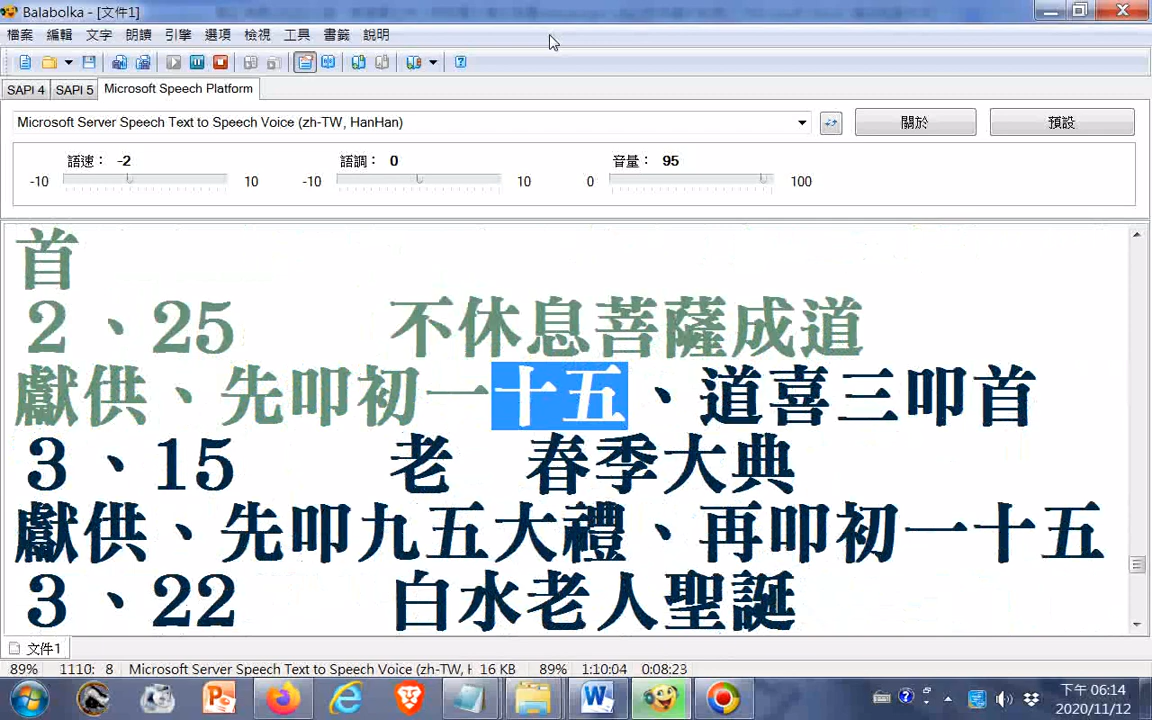 Balabolka - [文件1]
檔案 編輯 文字 朗讀 引擎 選項 檢視 工具 書籤 說明
SAPI 4 SAPI 5 Microsoft Speech Platform
Microsoft Server Speech Text to Speech Voice (zh-TW, HanHan) 關於 預設
語速： -2 語調： 0 音量： 95
-10 10 -10 10 0 100
首
2、25 不休息菩薩成道
獻供、先叩初一十五、道喜三叩首
3、15 老 春季大典
獻供、先叩九五大禮、再叩初一十五
3、22 白水老人聖誕
文件1
89% 1110: 8 Microsoft Server Speech Text to Speech Voice (zh-TW, H 16 KB 89% 1:10:04 0:08:23
下午 06:14
2020/11/12